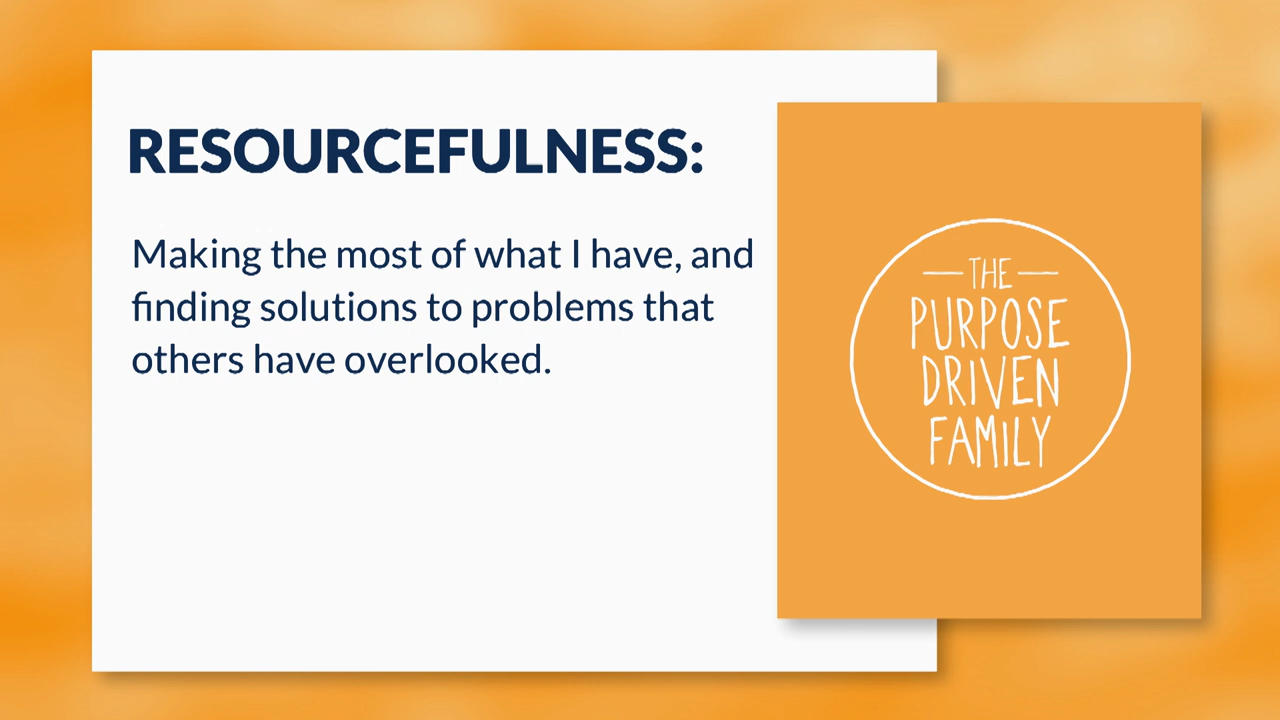 RESOURCEFULNESS:
Making the most of what I have, and
finding solutions to problems that
others have overlooked.
THE
PURPOSE
DRIVEN
FAMILY